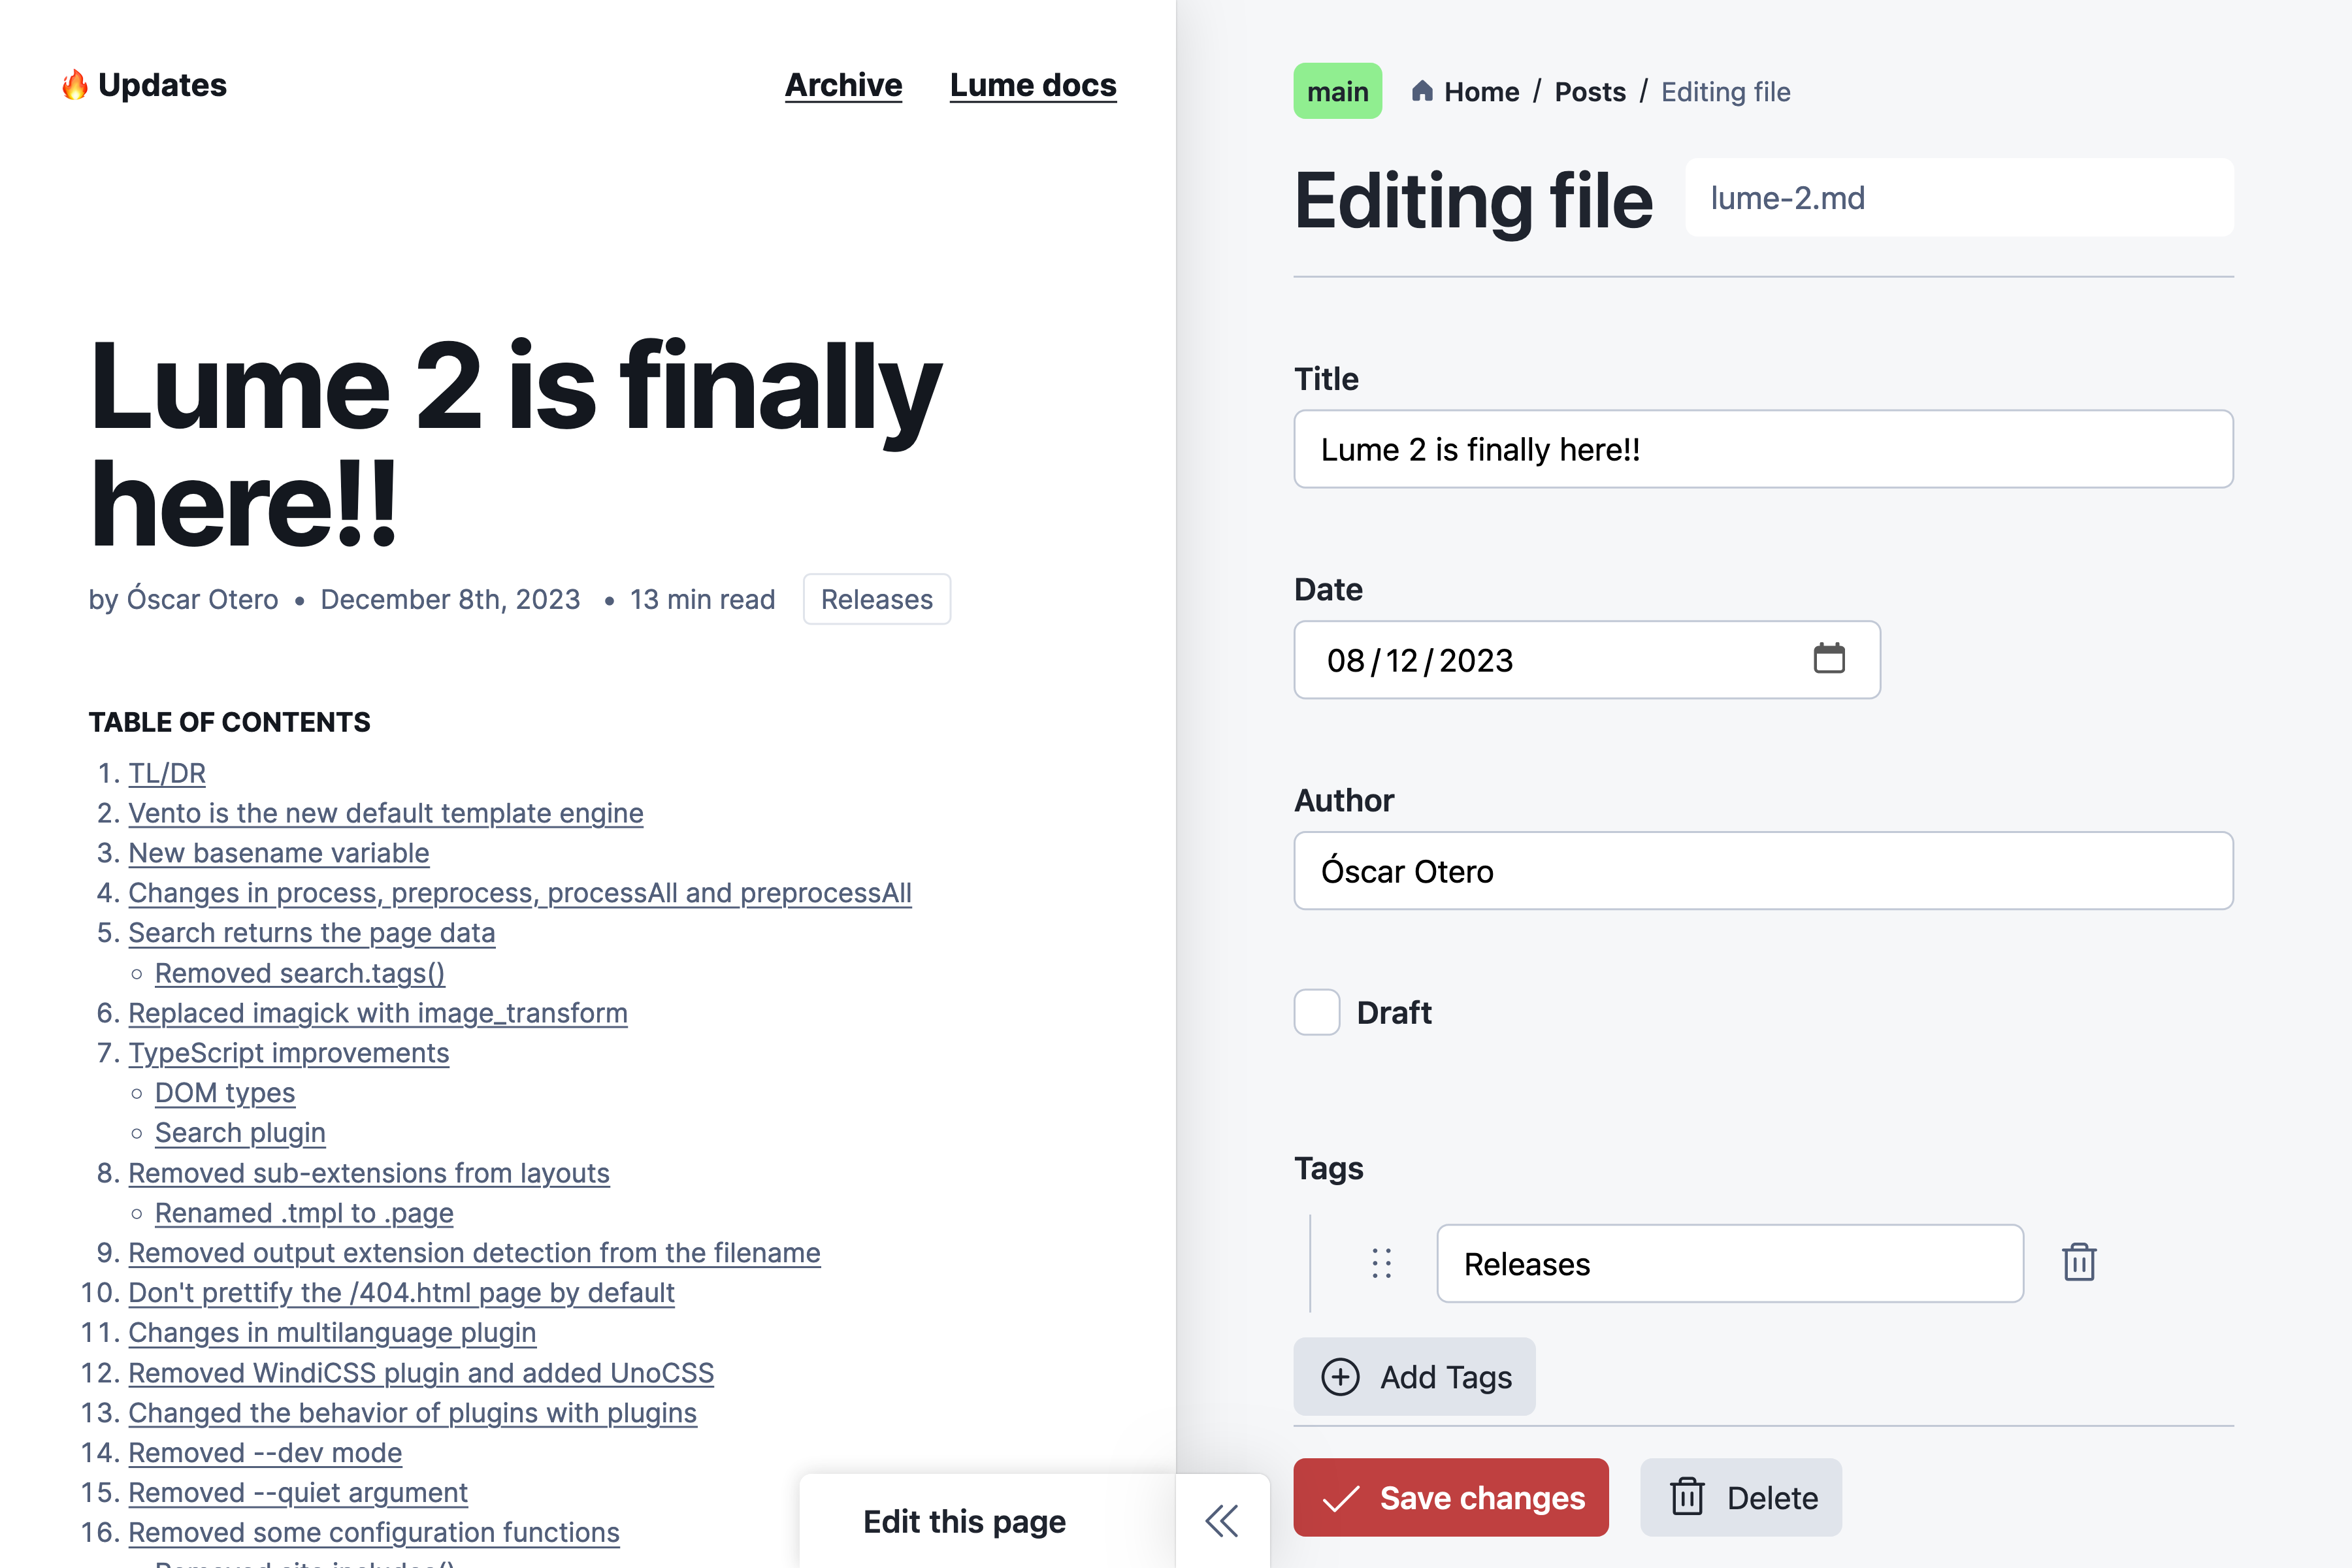 🔥 Updates
Archive
Lume docs
Lume 2 is finally
here!!
by Óscar Otero • December 8th, 2023 • 13 min read Releases
TABLE OF CONTENTS
1. TL/DR
2. Vento is the new default template engine
3. New basename variable
4. Changes in process, preprocess, processAll and preprocessAll
5. Search returns the page data
◦ Removed search.tags()
6. Replaced imagick with image_transform
7. TypeScript improvements
◦ DOM types
◦ Search plugin
8. Removed sub-extensions from layouts
◦ Renamed .tmpl to .page
9. Removed output extension detection from the filename
10. Don't prettify the /404.html page by default
11. Changes in multilanguage plugin
12. Removed WindiCSS plugin and added UnoCSS
13. Changed the behavior of plugins with plugins
14. Removed --dev mode
15. Removed --quiet argument
16. Removed some configuration functions
Edit this page
main
Home / Posts / Editing file
Editing file
lume-2.md
Title
Lume 2 is finally here!!
Date
08/12/2023
Author
Óscar Otero
Draft
Tags
Releases
Add Tags
Save changes
Delete